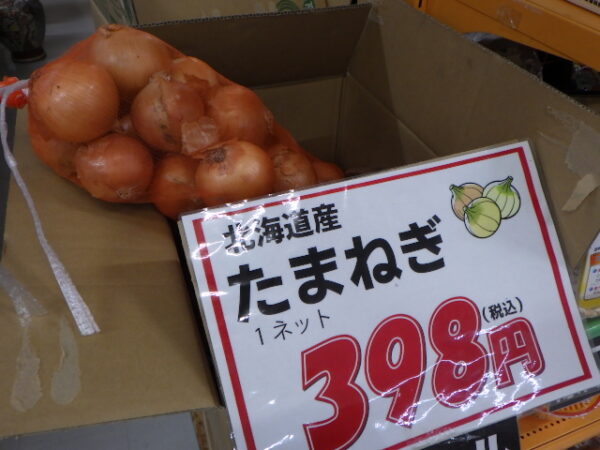 北海道産
たまねぎ
1ネット
398円
(税込)